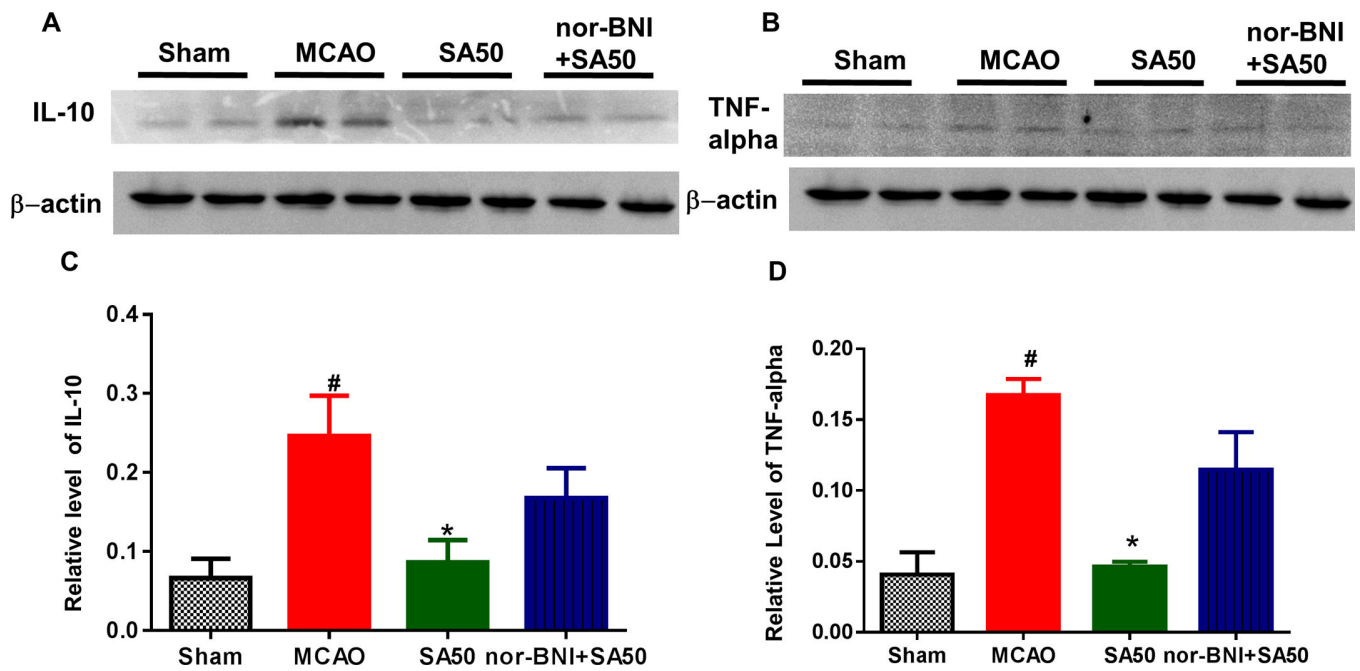 A
Sham
MCAO
SA50
nor-BNI
+SA50
IL-10
β-actin
B
Sham
MCAO
SA50
nor-BNI
+SA50
TNF-
alpha
β-actin
C
Relative level of IL-10
0.4
0.3
0.2
0.1
0.0
#
*
Sham
MCAO
SA50
nor-BNI+SA50
D
Relative Level of TNF-alpha
0.20
0.15
0.10
0.05
0.00
#
*
Sham
MCAO
SA50
nor-BNI+SA50